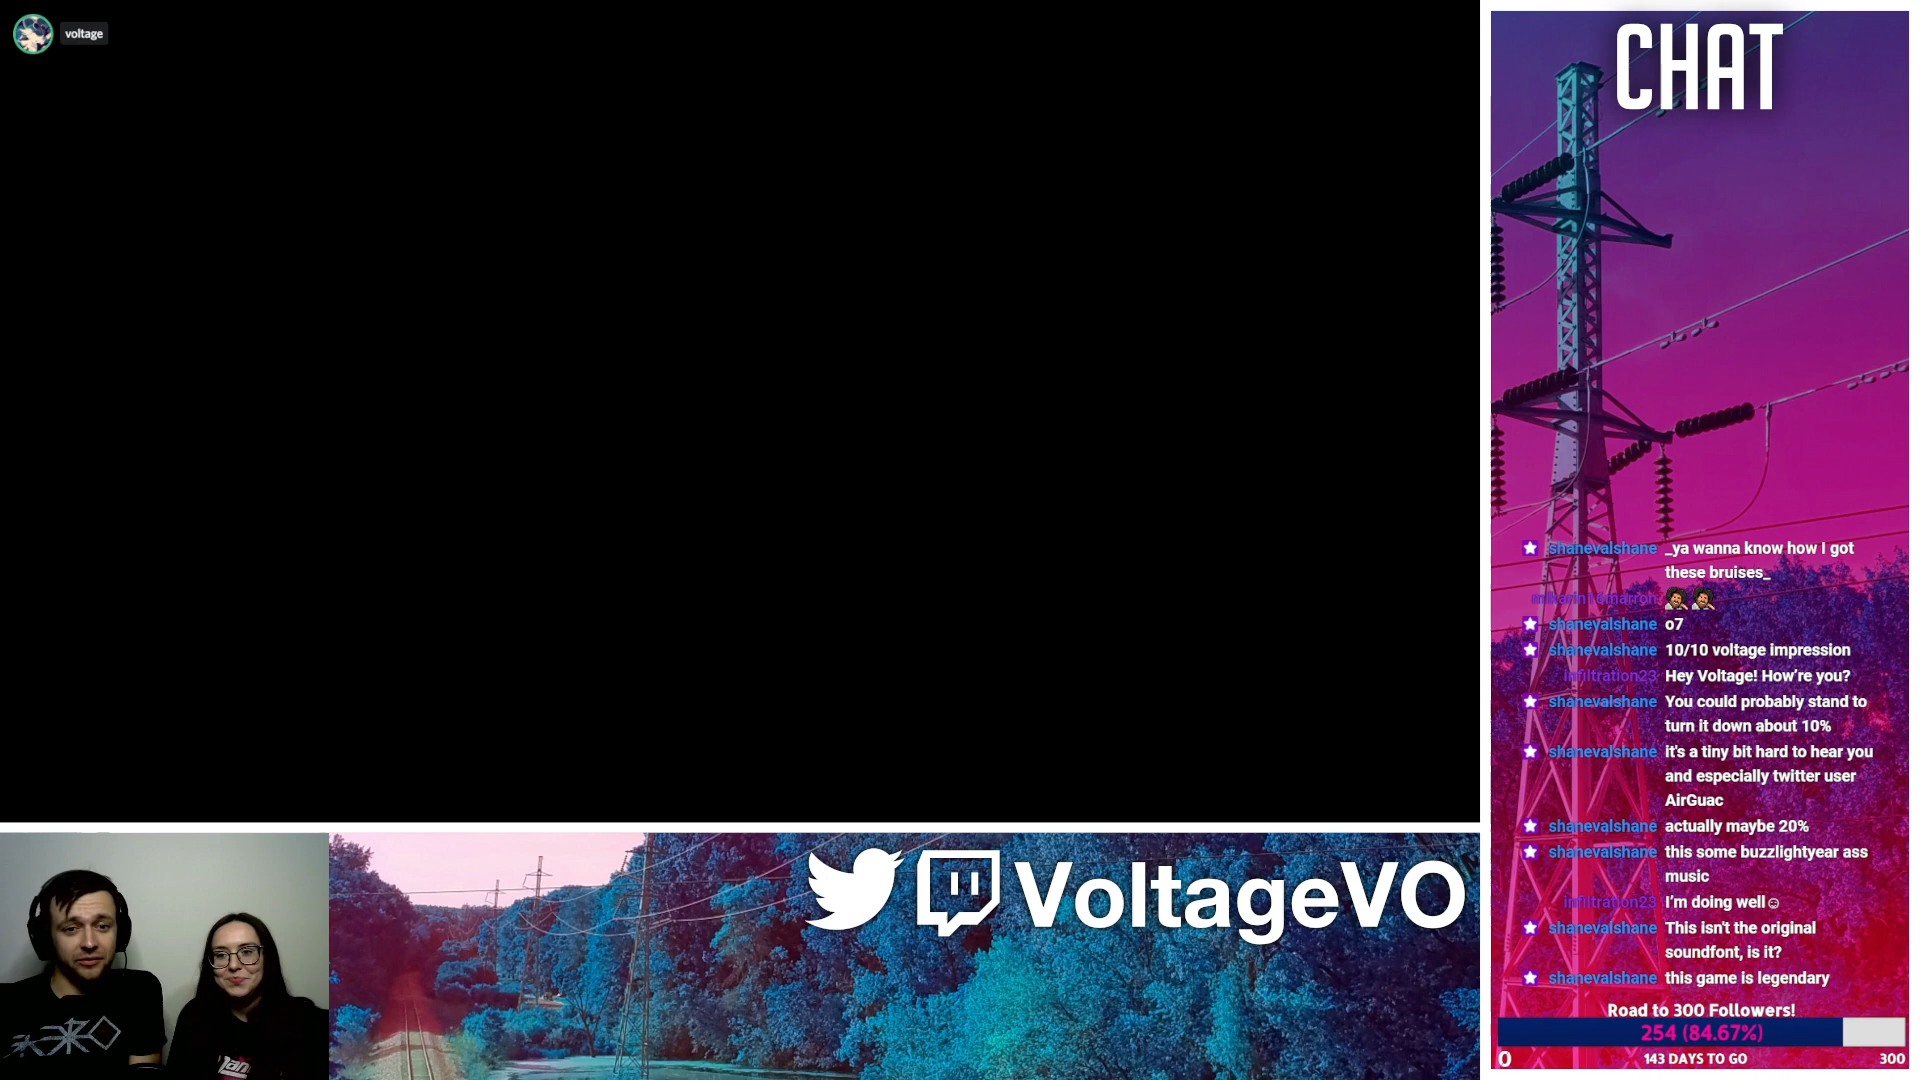 voltage
CHAT
shanevalshane _ya wanna know how I got
these bruises_
shanevalshane o7
shanevalshane 10/10 voltage impression
infiltration23 Hey Voltage! How're you?
shanevalshane You could probably stand to
turn it down about 10%
shanevalshane it's a tiny bit hard to hear you
and especially twitter user
AirGuac
shanevalshane actually maybe 20%
shanevalshane this some buzzlightyear ass
music
infiltration23 I'm doing well
shanevalshane This isn't the original
soundfont, is it?
shanevalshane this game is legendary
Road to 300 Followers!
254 (84.67%)
0 143 DAYS TO GO 300
VoltageVO